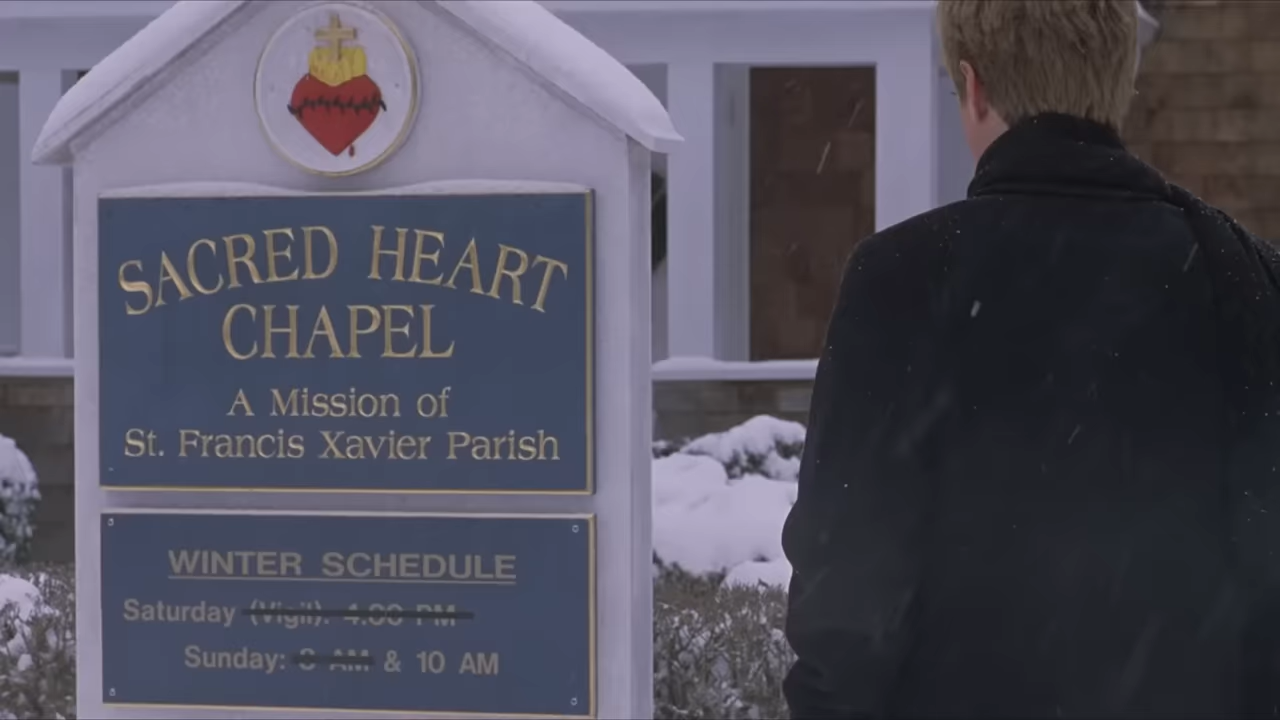 SACRED HEART
CHAPEL
A Mission of
St. Francis Xavier Parish
WINTER SCHEDULE
Saturday (Vigil): 4:00 PM
Sunday: 8 AM & 10 AM